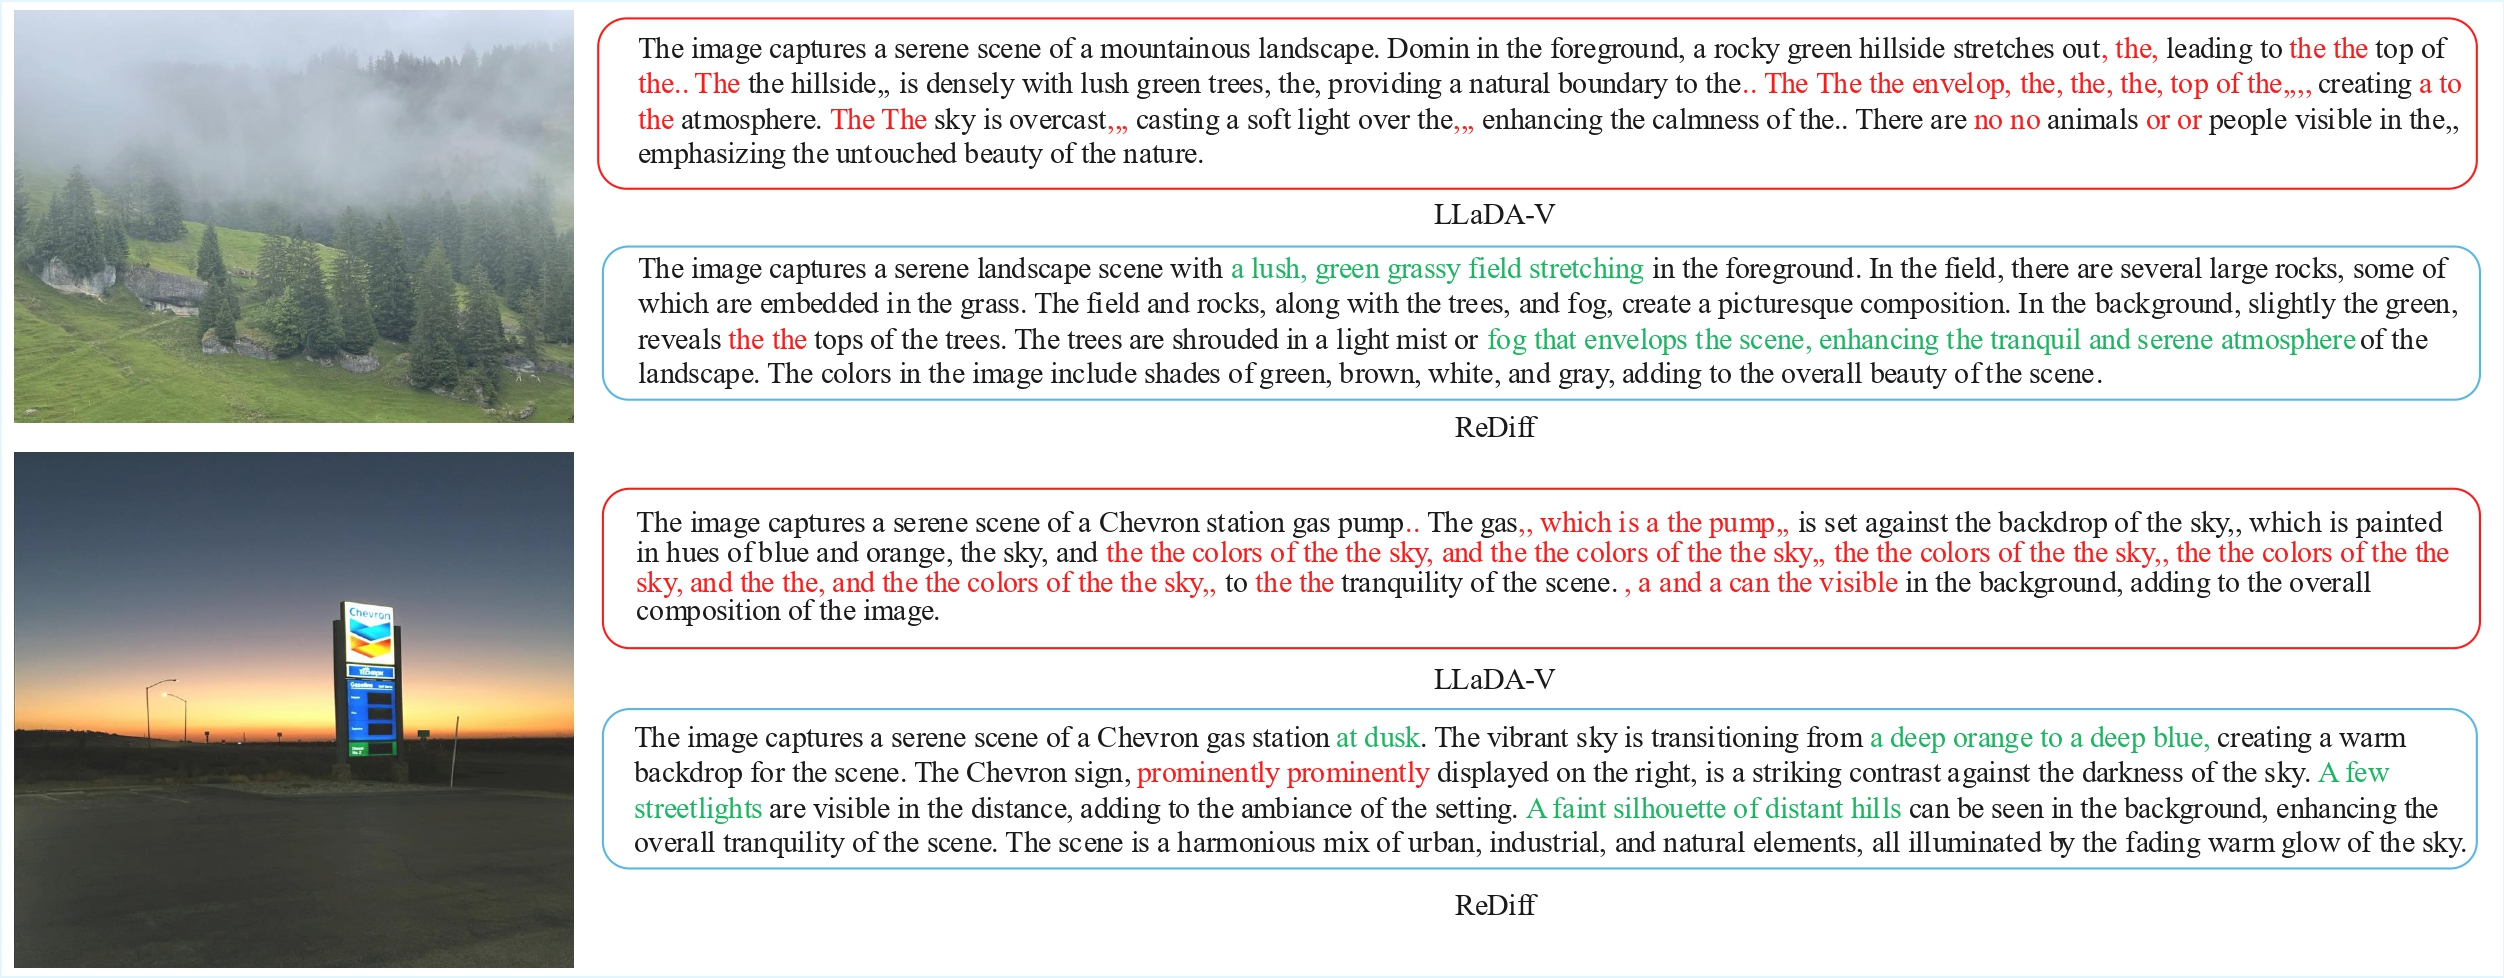 The image captures a serene scene of a mountainous landscape. Domin in the foreground, a rocky green hillside stretches out, the, leading to the the top of
the.. The the hillside,, is densely with lush green trees, the, providing a natural boundary to the.. The The the envelop, the, the, the, top of the,,,, creating a to
the atmosphere. The The sky is overcast,,, casting a soft light over the,,, enhancing the calmness of the.. There are no no animals or or people visible in the,,
emphasizing the untouched beauty of the nature.
LLaDA-V
The image captures a serene landscape scene with a lush, green grassy field stretching in the foreground. In the field, there are several large rocks, some of
which are embedded in the grass. The field and rocks, along with the trees, and fog, create a picturesque composition. In the background, slightly the green,
reveals the the tops of the trees. The trees are shrouded in a light mist or fog that envelops the scene, enhancing the tranquil and serene atmosphere of the
landscape. The colors in the image include shades of green, brown, white, and gray, adding to the overall beauty of the scene.
ReDiff
Chevron
Gasoline
The image captures a serene scene of a Chevron station gas pump.. The gas,, which is a the pump,, is set against the backdrop of the sky,, which is painted
in hues of blue and orange, the sky, and the the colors of the the sky, and the the colors of the the sky,, the the colors of the the sky,, the the colors of the the
sky, and the the, and the the colors of the the sky,, to the the tranquility of the scene. , a and a can the visible in the background, adding to the overall
composition of the image.
LLaDA-V
The image captures a serene scene of a Chevron gas station at dusk. The vibrant sky is transitioning from a deep orange to a deep blue, creating a warm
backdrop for the scene. The Chevron sign, prominently prominently displayed on the right, is a striking contrast against the darkness of the sky. A few
streetlights are visible in the distance, adding to the ambiance of the setting. A faint silhouette of distant hills can be seen in the background, enhancing the
overall tranquility of the scene. The scene is a harmonious mix of urban, industrial, and natural elements, all illuminated by the fading warm glow of the sky.
ReDiff